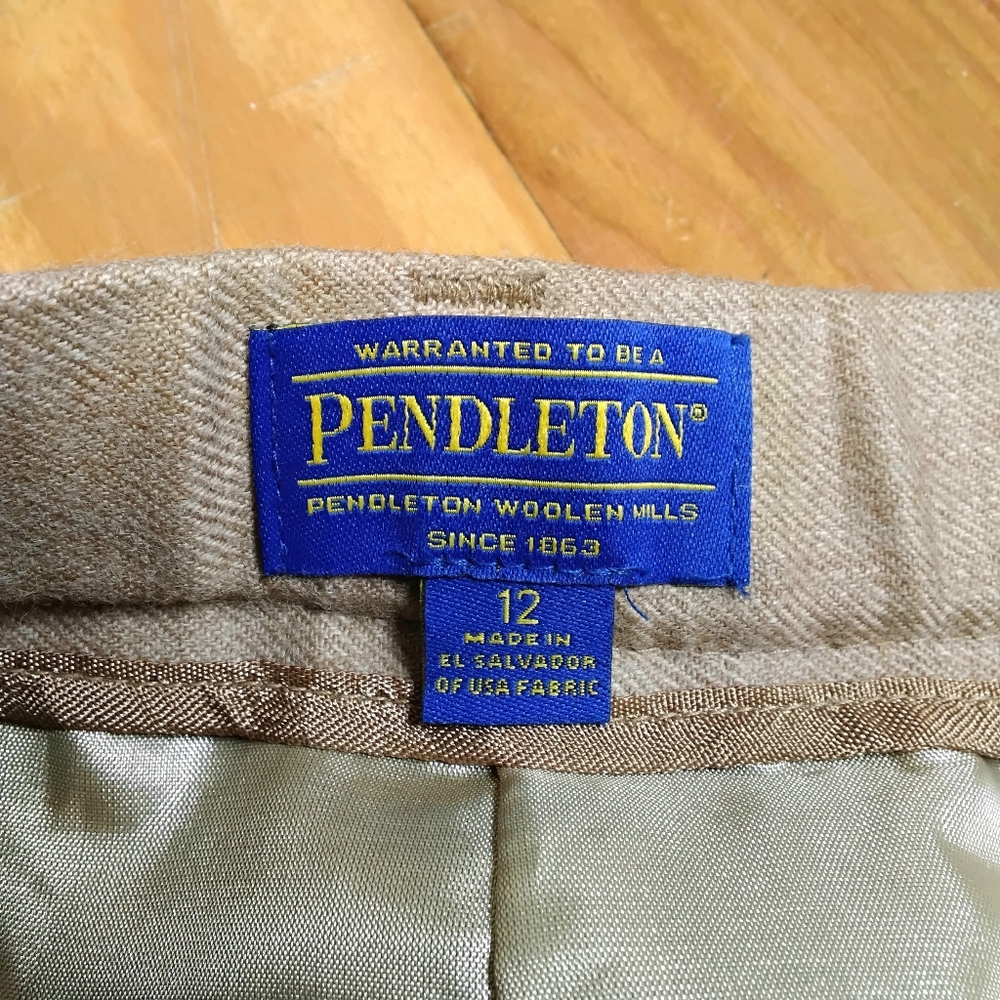 WARRANTED TO BE A
PENDLETON®
PENDLETON WOOLEN MILLS
SINCE 1863
12
MADE IN
EL SALVADOR
OF USA FABRIC